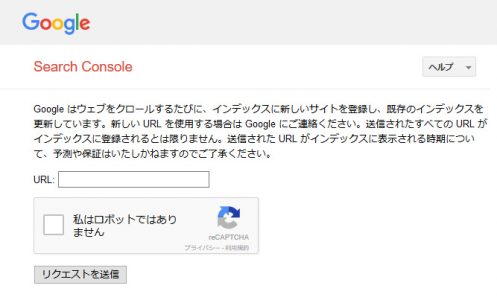 Google
Search Console
ヘルプ
Google はウェブをクロールするたびに、インデックスに新しいサイトを登録し、既存のインデックスを
更新しています。新しい URL を使用する場合は Google にご連絡ください。送信されたすべての URL が
インデックスに登録されるとは限りません。送信された URL がインデックスに表示される時期につい
て、予測や保証はいたしかねますのでご了承ください。
URL:
私はロボットではあり
ません
reCAPTCHA
プライバシー - 利用規約
リクエストを送信